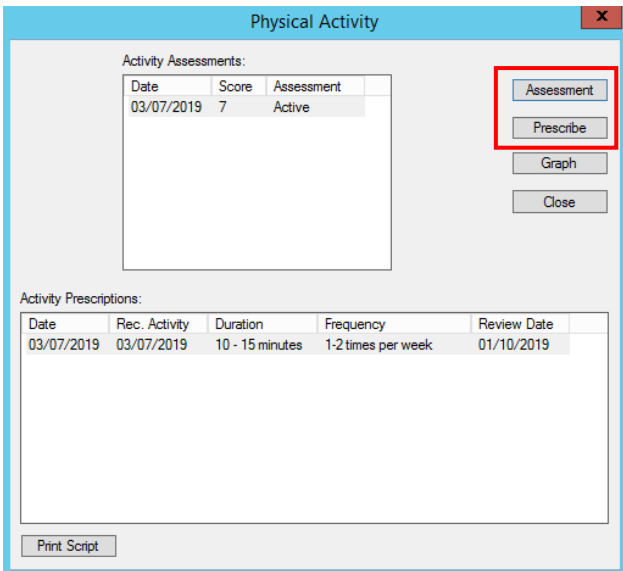 Physical Activity
x
Activity Assessments:
Date Score Assessment
03/07/2019 7 Active
Assessment
Prescribe
Graph
Close
Activity Prescriptions:
Date Rec. Activity Duration Frequency Review Date
03/07/2019 03/07/2019 10 - 15 minutes 1-2 times per week 01/10/2019
Print Script